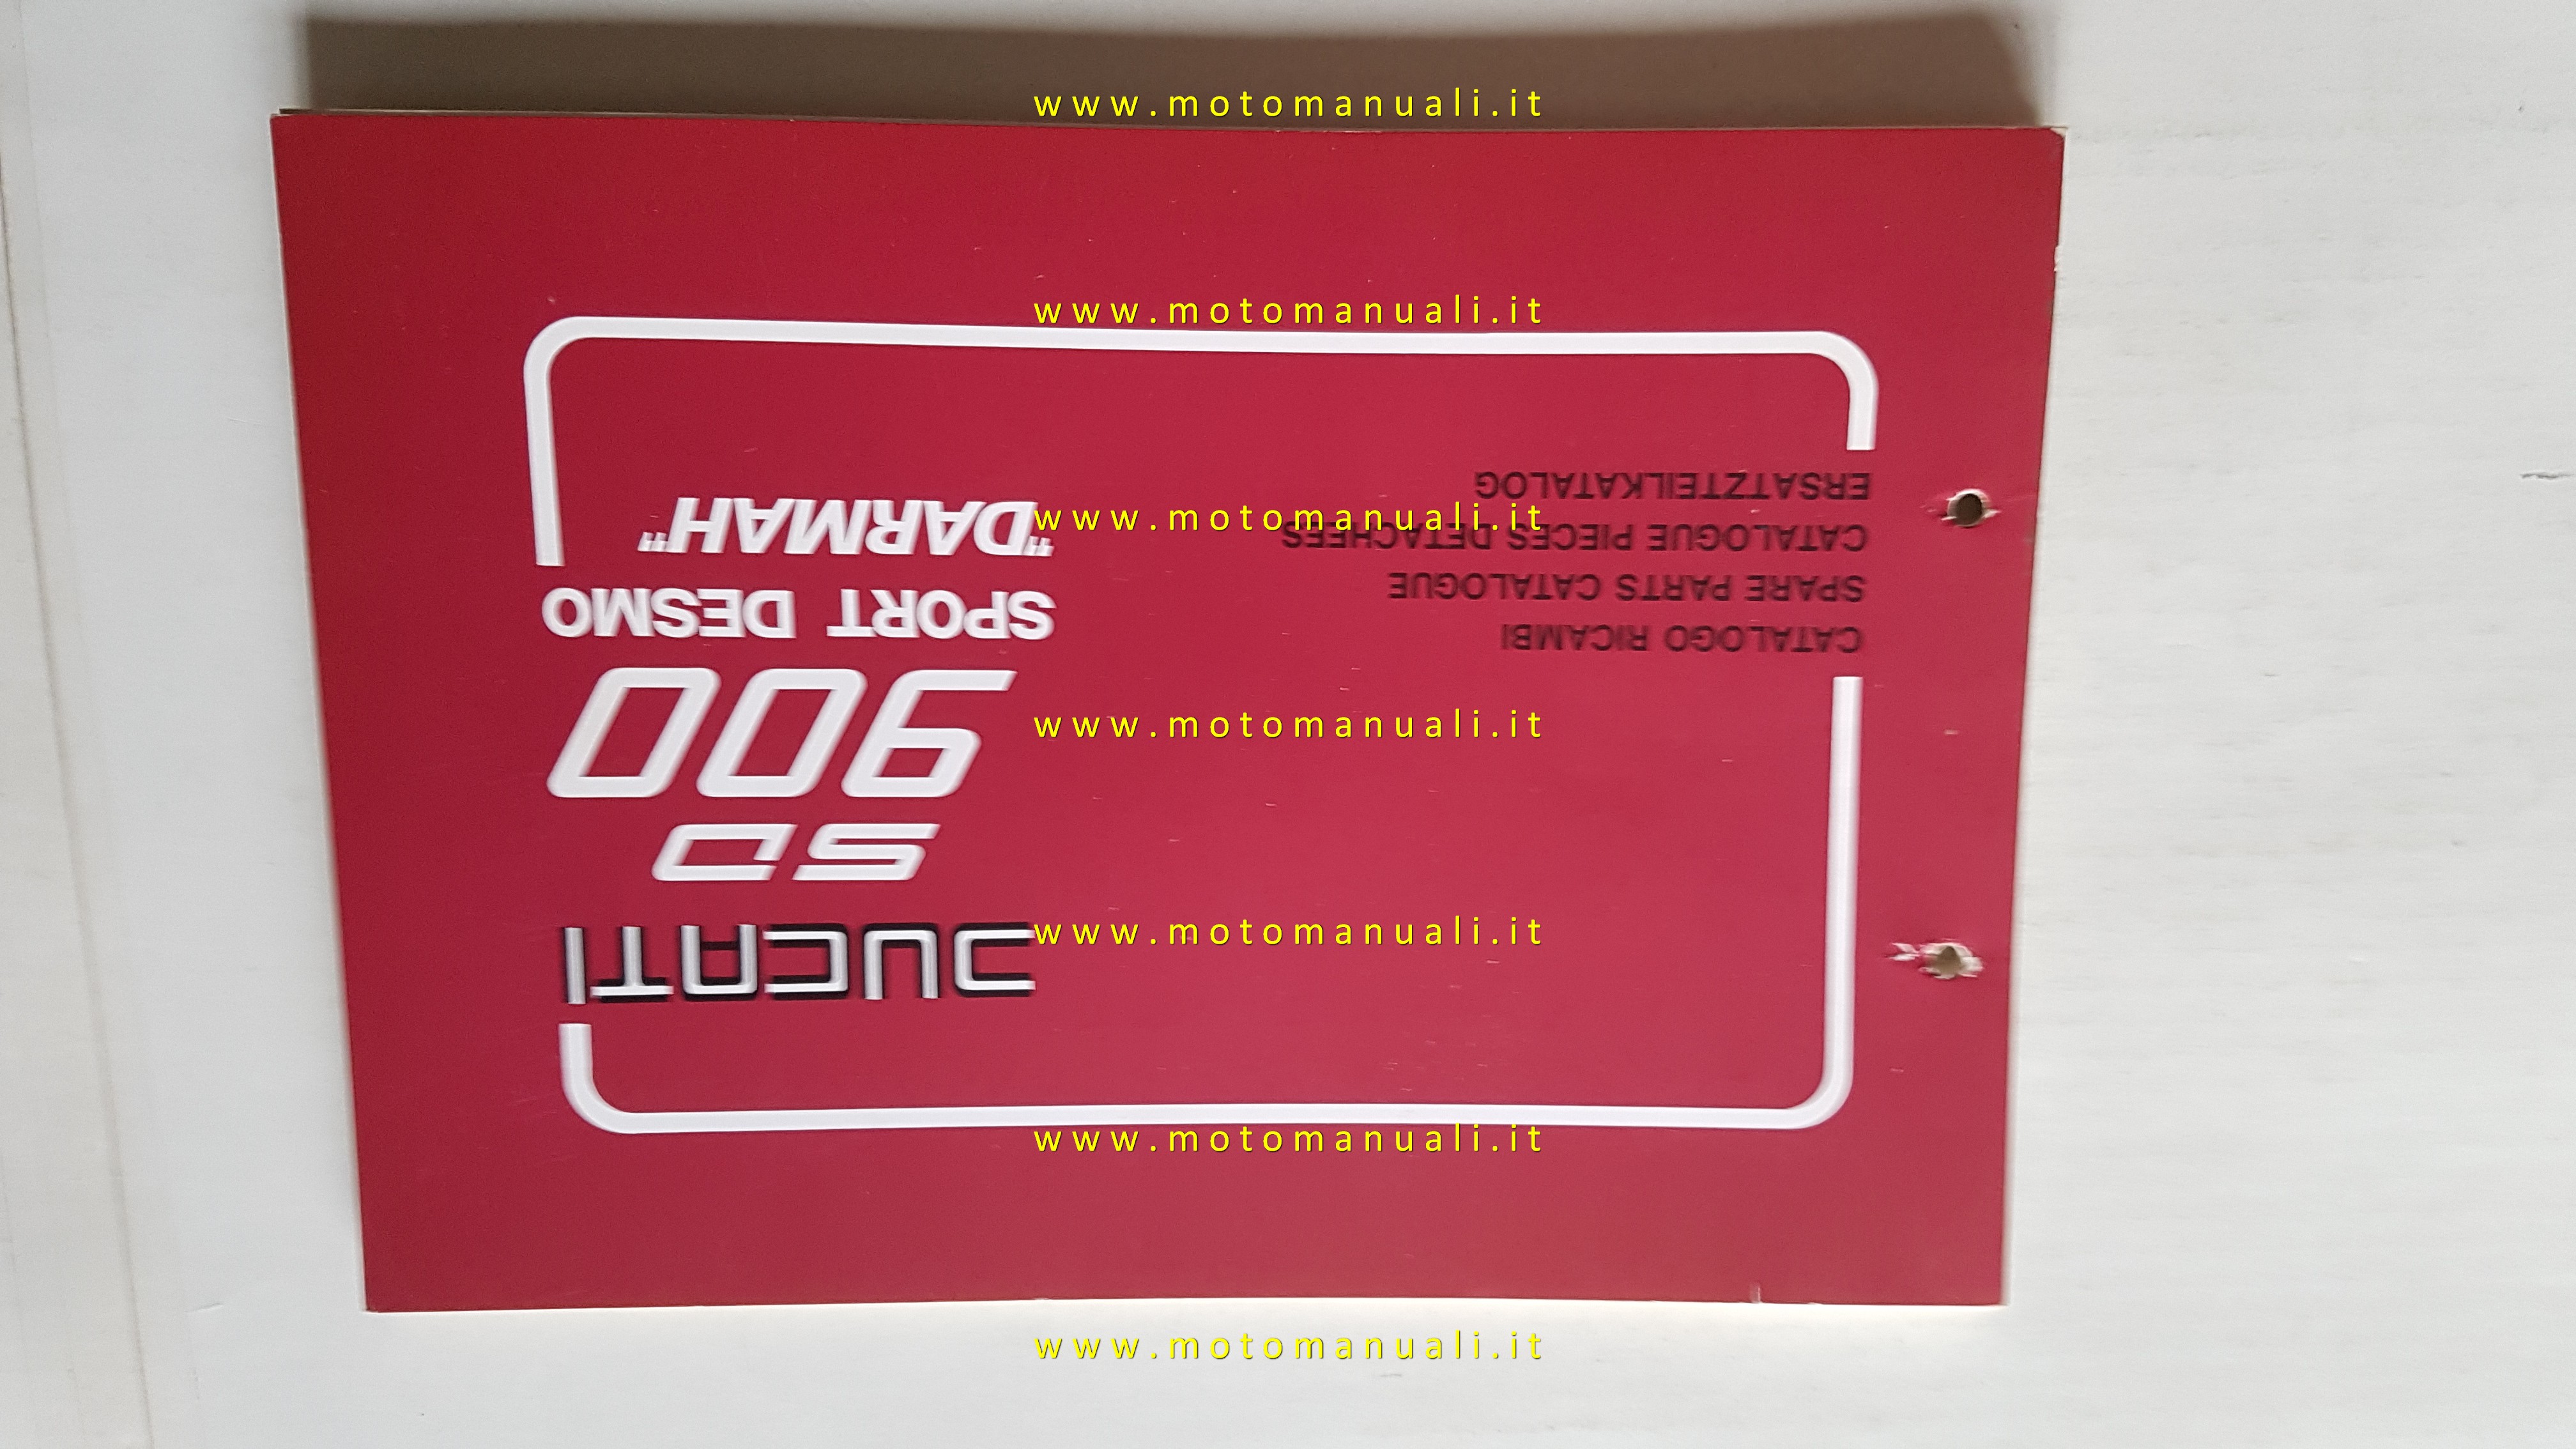 DUCATI
SD
900
SPORT DESMO
"DARMAH"
CATALOGO RICAMBI
SPARE PARTS CATALOGUE
CATALOGUE PIECES DETACHEES
ERSATZTEILKATALOG
www.motomanuali.it
www.motomanuali.it
www.motomanuali.it
www.motomanuali.it
www.motomanuali.it
www.motomanuali.it
www.motomanuali.it